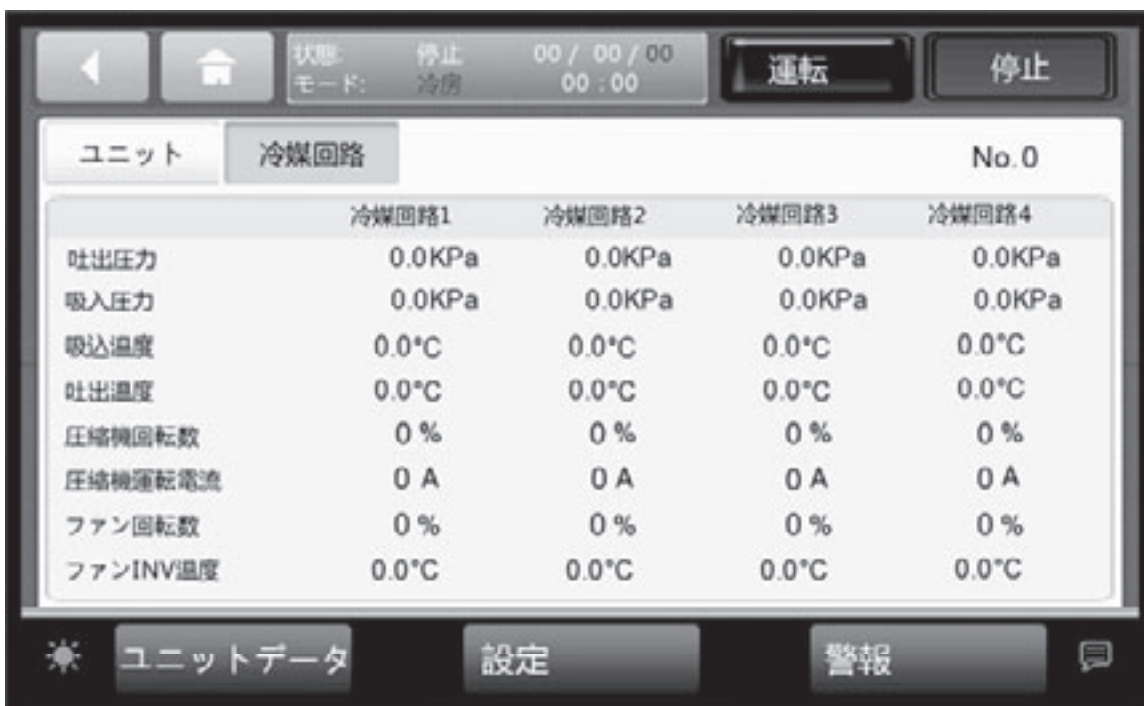 状態: 停止 00 / 00 / 00
モード: 冷房 00 : 00
運転 停止
ユニット 冷媒回路 No. 0
冷媒回路1 冷媒回路2 冷媒回路3 冷媒回路4
吐出圧力 0.0KPa 0.0KPa 0.0KPa 0.0KPa
吸入圧力 0.0KPa 0.0KPa 0.0KPa 0.0KPa
吸込温度 0.0°C 0.0°C 0.0°C 0.0°C
吐出温度 0.0°C 0.0°C 0.0°C 0.0°C
圧縮機回転数 0 % 0 % 0 % 0 %
圧縮機運転電流 0 A 0 A 0 A 0 A
ファン回転数 0 % 0 % 0 % 0 %
ファンINV温度 0.0°C 0.0°C 0.0°C 0.0°C
ユニットデータ 設定 警報